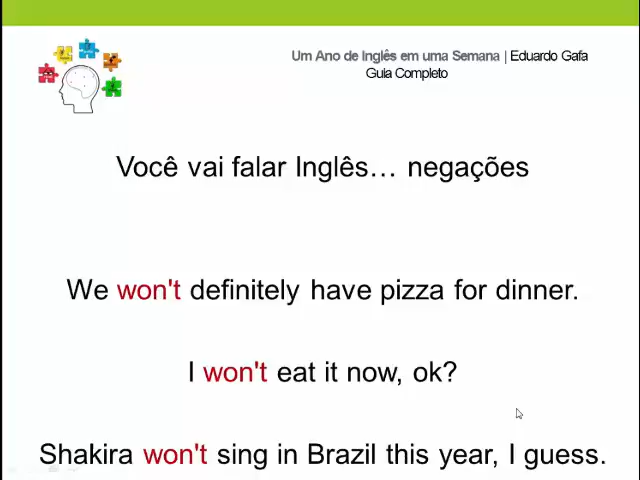 Um Ano de Inglês em uma Semana | Eduardo Gafa
Guia Completo
Você vai falar Inglês… negações
We won't definitely have pizza for dinner.
I won't eat it now, ok?
Shakira won't sing in Brazil this year, I guess.